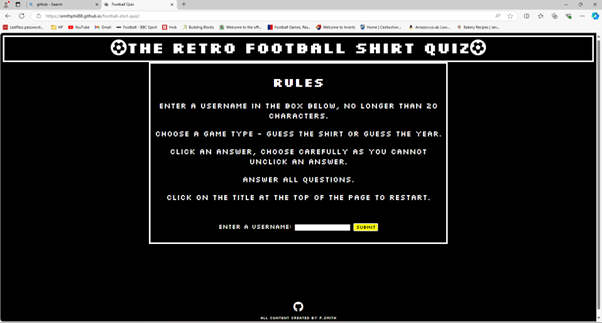 github - Search
Football Quiz
https://smithyni88.github.io/football-shirt-quiz/
LastPass password...
HP
YouTube
Gmail
Football - BBC Sport
Hive
Building Blocks
Welcome to the offi...
Football Games, Res...
Welcome to Inverts
Amazon.co.uk: Low...
Bakery Recipes | Jan...
THE RETRO FOOTBALL SHIRT QUIZ
RULES
ENTER A USERNAME IN THE BOX BELOW, NO LONGER THAN 20
CHARACTERS.
CHOOSE A GAME TYPE - GUESS THE SHIRT OR GUESS THE YEAR.
CLICK AN ANSWER, CHOOSE CAREFULLY AS YOU CANNOT
UNCLICK AN ANSWER.
ANSWER ALL QUESTIONS.
CLICK ON THE TITLE AT THE TOP OF THE PAGE TO RESTART.
ENTER A USERNAME: SUBMIT
ALL CONTENT CREATED BY P.SMITH